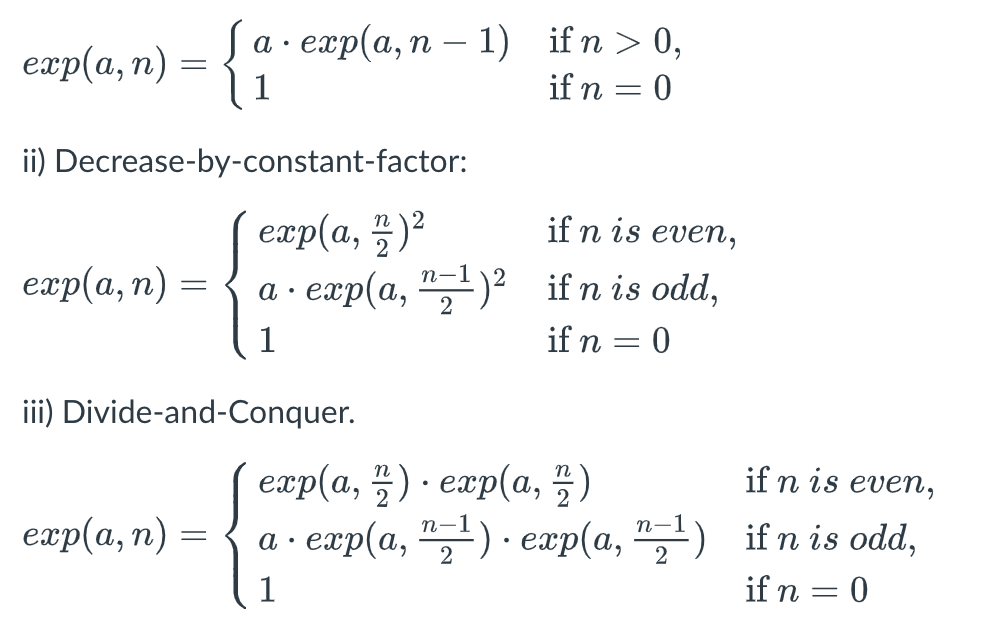 exp(a, n) = { a · exp(a, n − 1) if n > 0,
1 if n = 0
ii) Decrease-by-constant-factor:
exp(a, n) = { exp(a, n/2)² if n is even,
a · exp(a, (n−1)/2)² if n is odd,
1 if n = 0
iii) Divide-and-Conquer.
exp(a, n) = { exp(a, n/2) · exp(a, n/2) if n is even,
a · exp(a, (n−1)/2) · exp(a, (n−1)/2) if n is odd,
1 if n = 0